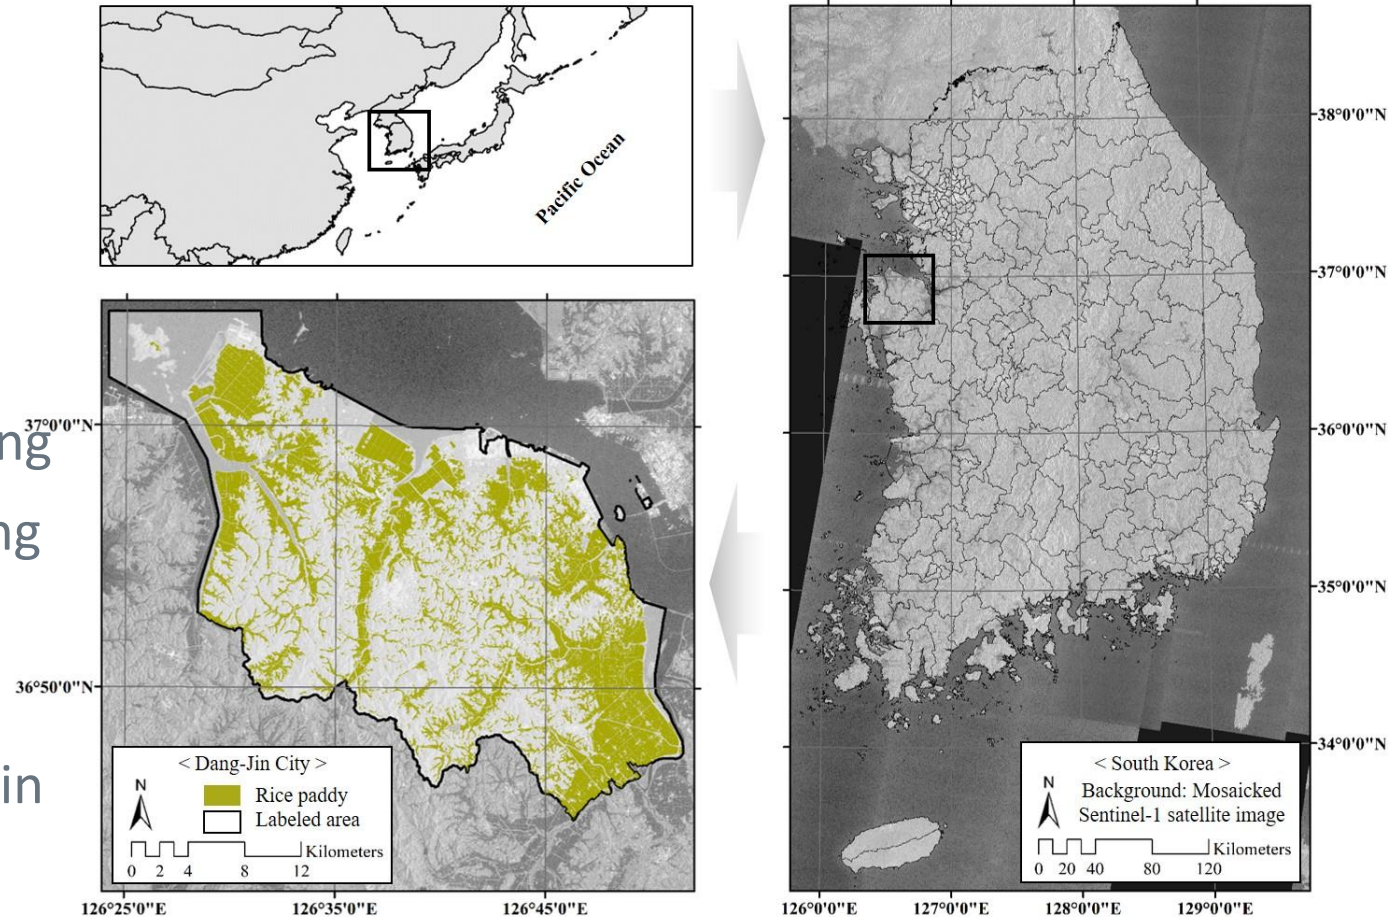 Pacific Ocean
38°0'0"N
37°0'0"N
36°0'0"N
35°0'0"N
34°0'0"N
< South Korea >
N
Background: Mosaicked
Sentinel-1 satellite image
Kilometers
0 20 40 80 120
126°0'0"E 127°0'0"E 128°0'0"E 129°0'0"E
ng
ng
in
37°0'0"N
36°50'0"N
< Dang-Jin City >
N
Rice paddy
Labeled area
Kilometers
0 2 4 8 12
126°25'0"E 126°35'0"E 126°45'0"E